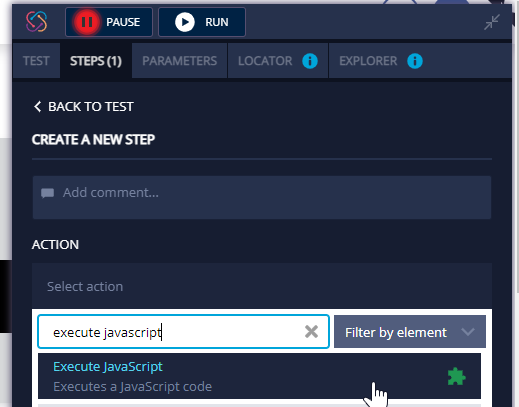 PAUSE RUN
TEST STEPS (1) PARAMETERS LOCATOR i EXPLORER i
BACK TO TEST
CREATE A NEW STEP
Add comment...
ACTION
Select action
execute javascript Filter by element
Execute JavaScript
Executes a JavaScript code